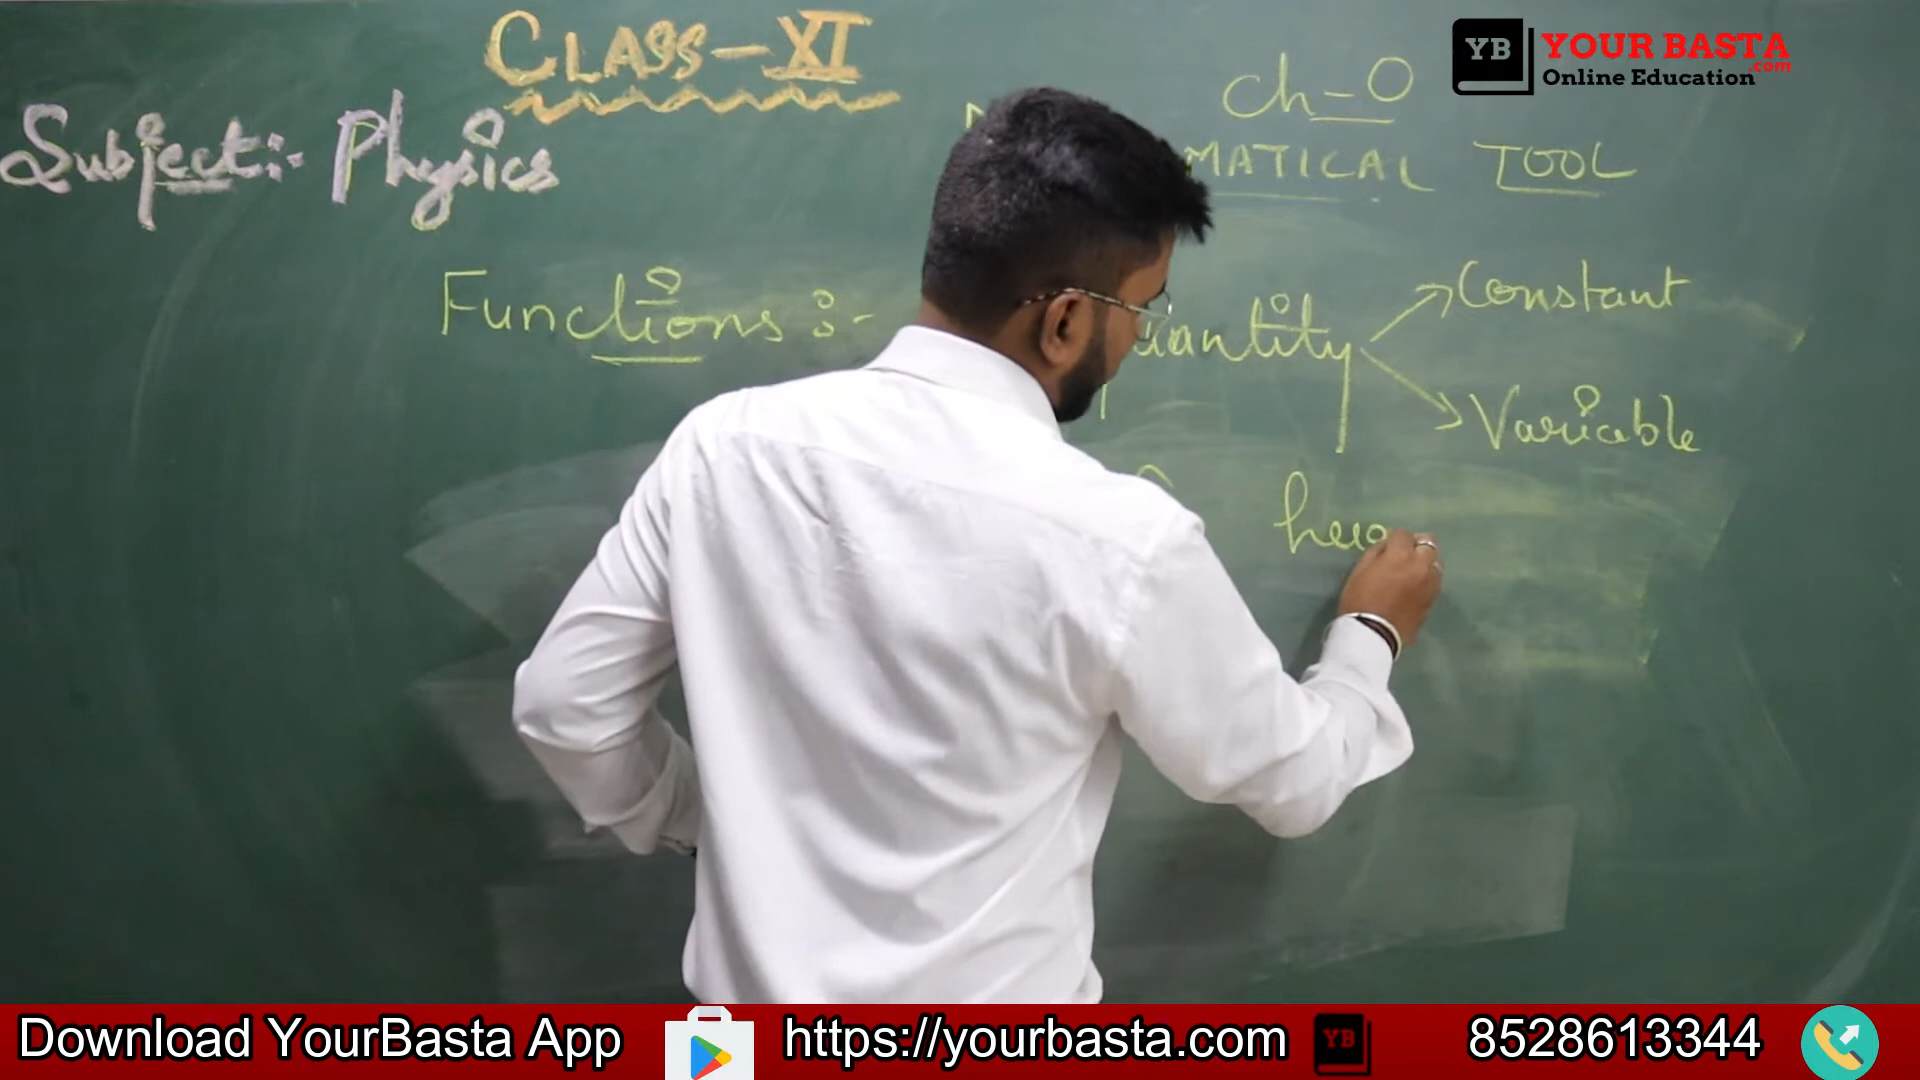 CLASS-XI
Subject:- Physics
Ch-0
MATICAL TOOL
YB YOUR BASTA
.com
Online Education
Functions :- uantity
Constant
Variable
Download YourBasta App https://yourbasta.com YB 8528613344